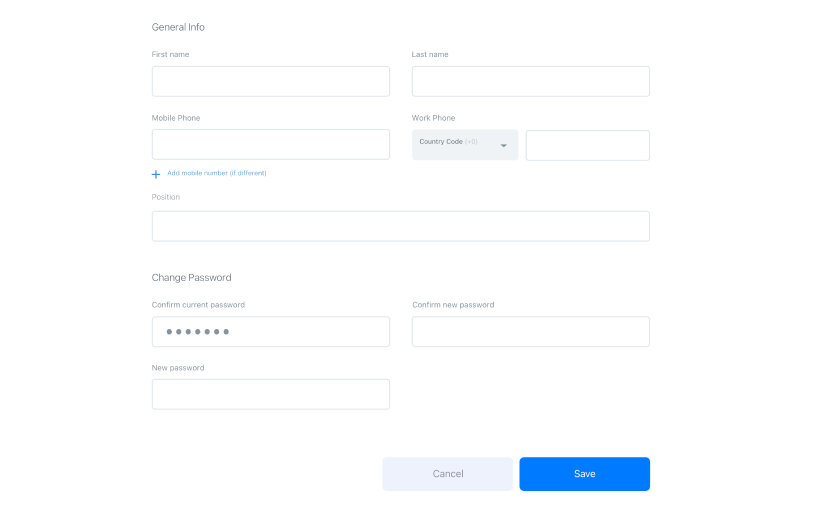 General Info
First name
Last name
Mobile Phone
Work Phone
Country Code (+0)
Add mobile number (if different)
Position
Change Password
Confirm current password
Confirm new password
New password
Cancel
Save